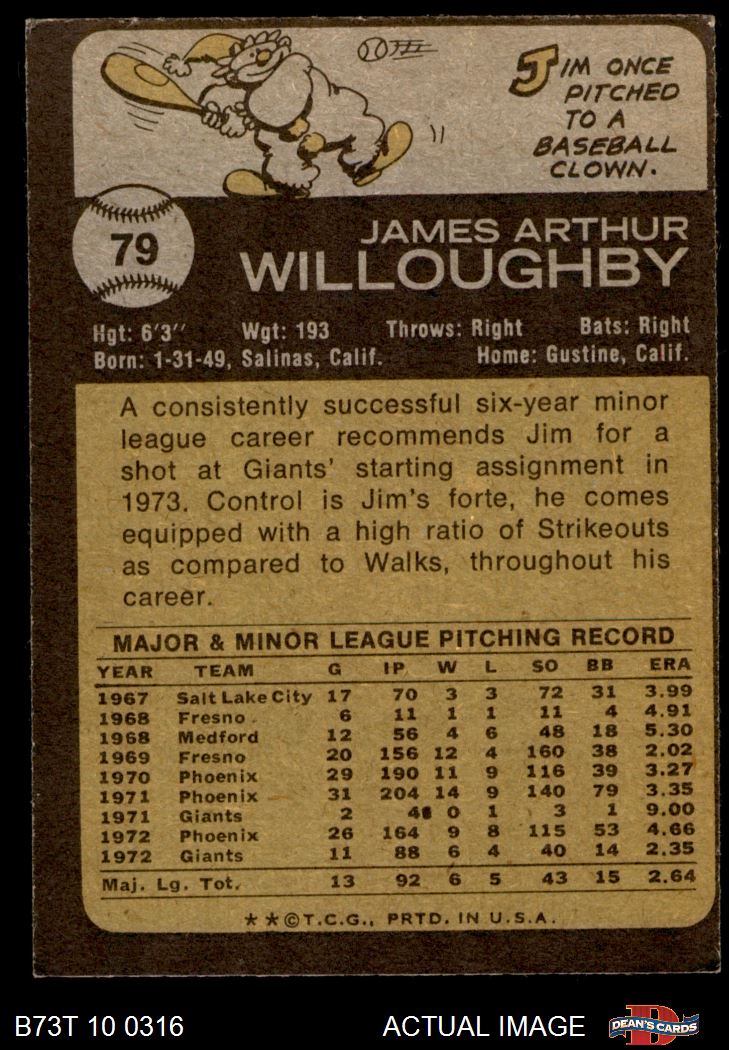 JIM ONCE
PITCHED
TO A
BASEBALL
CLOWN.
79
JAMES ARTHUR
WILLOUGHBY
Hgt: 6'3" Wgt: 193 Throws: Right Bats: Right
Born: 1-31-49, Salinas, Calif. Home: Gustine, Calif.
A consistently successful six-year minor
league career recommends Jim for a
shot at Giants' starting assignment in
1973. Control is Jim's forte, he comes
equipped with a high ratio of Strikeouts
as compared to Walks, throughout his
career.
MAJOR & MINOR LEAGUE PITCHING RECORD
YEAR TEAM G IP W L SO BB ERA
1967 Salt Lake City 17 70 3 3 72 31 3.99
1968 Fresno 6 11 1 1 11 4 4.91
1968 Medford 12 56 4 6 48 18 5.30
1969 Fresno 20 156 12 4 160 38 2.02
1970 Phoenix 29 190 11 9 116 39 3.27
1971 Phoenix 31 204 14 9 140 79 3.35
1971 Giants 2 4 0 1 3 1 9.00
1972 Phoenix 26 164 9 8 115 53 4.66
1972 Giants 11 88 6 4 40 14 2.35
Maj. Lg. Tot. 13 92 6 5 43 15 2.64
★ ★ © T.C.G., PRTD. IN U.S.A.
B73T 10 0316 ACTUAL IMAGE D DEAN'S CARDS